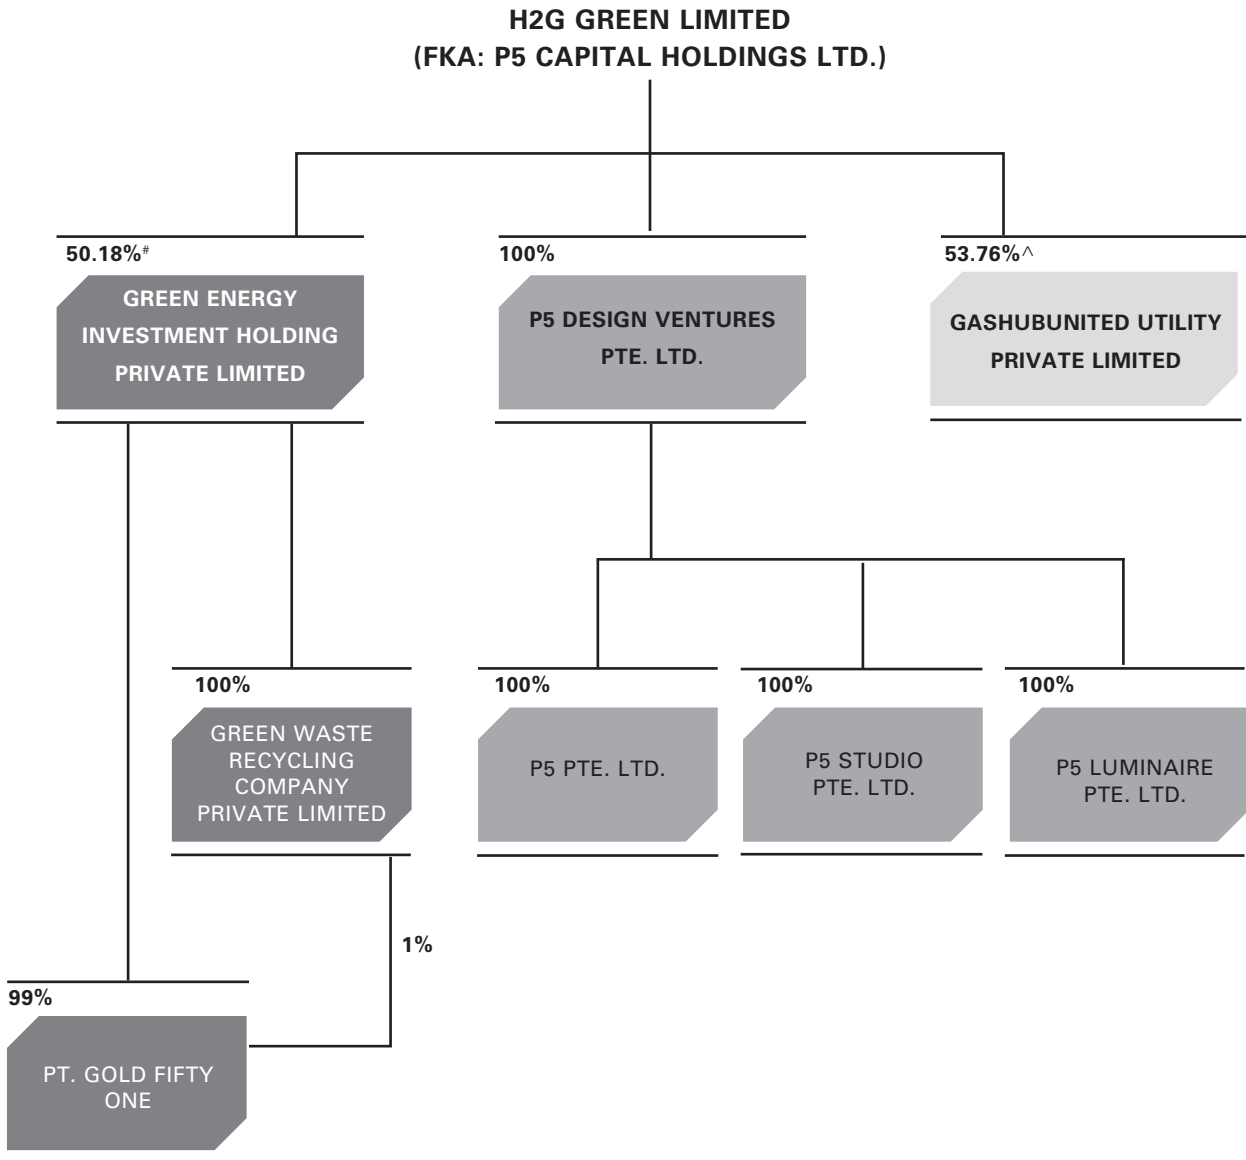 H2G GREEN LIMITED
(FKA: P5 CAPITAL HOLDINGS LTD.)
50.18%#
GREEN ENERGY
INVESTMENT HOLDING
PRIVATE LIMITED
100%
P5 DESIGN VENTURES
PTE. LTD.
53.76%^
GASHUBUNITED UTILITY
PRIVATE LIMITED
100%
GREEN WASTE
RECYCLING
COMPANY
PRIVATE LIMITED
100%
P5 PTE. LTD.
100%
P5 STUDIO
PTE. LTD.
100%
P5 LUMINAIRE
PTE. LTD.
1%
99%
PT. GOLD FIFTY
ONE